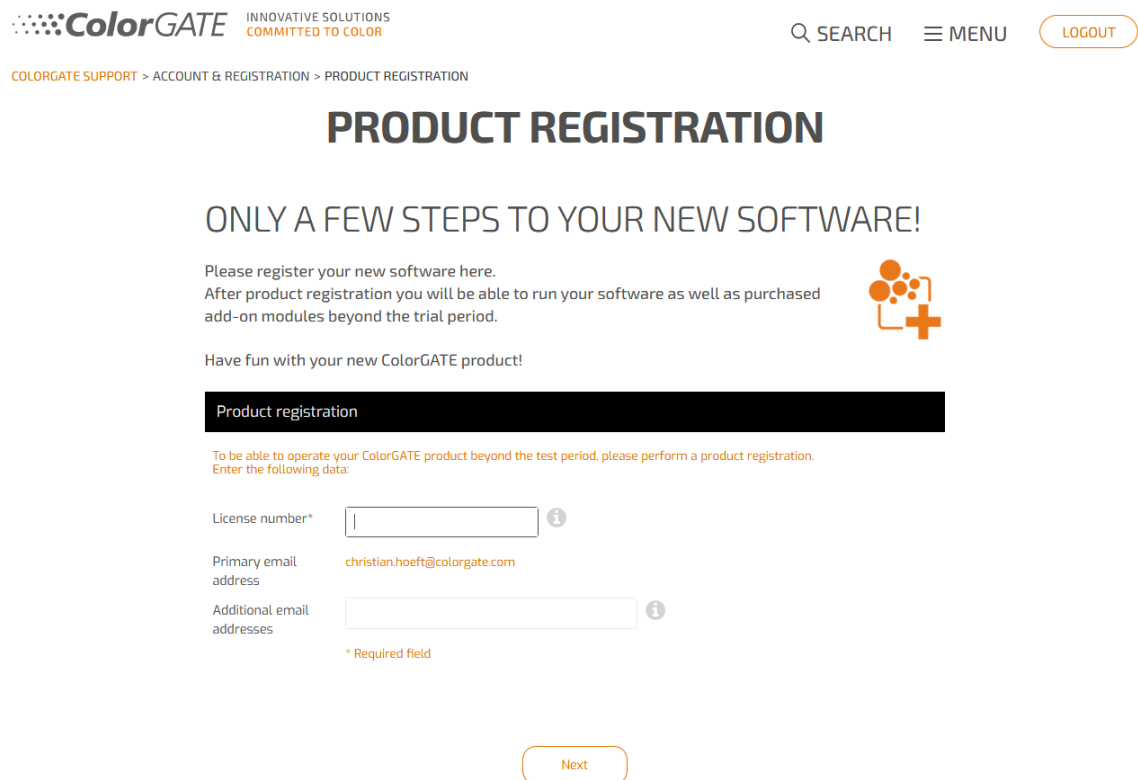 ColorGATE
INNOVATIVE SOLUTIONS
COMMITTED TO COLOR
SEARCH
MENU
LOGOUT
COLORGATE SUPPORT > ACCOUNT & REGISTRATION > PRODUCT REGISTRATION
PRODUCT REGISTRATION
ONLY A FEW STEPS TO YOUR NEW SOFTWARE!
Please register your new software here.
After product registration you will be able to run your software as well as purchased
add-on modules beyond the trial period.
Have fun with your new ColorGATE product!
Product registration
To be able to operate your ColorGATE product beyond the test period, please perform a product registration.
Enter the following data:
License number*
Primary email
address
christian.hoeft@colorgate.com
Additional email
addresses
* Required field
Next